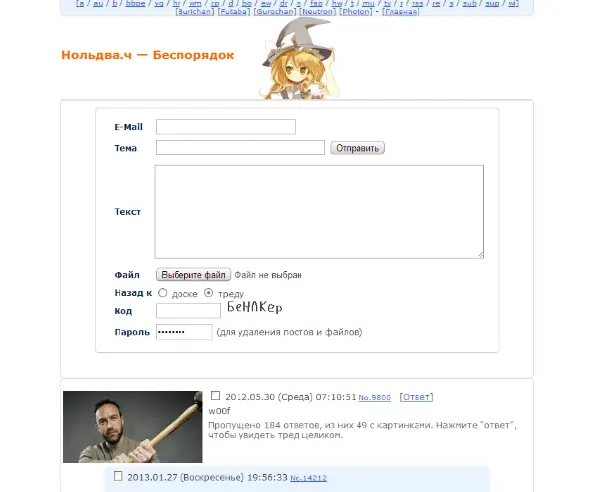 [a / au / b / bbpe / vg / hr / wm / cp / d / bo / ew / dr / s / fap / hw / t / mu / tv / r / rss / re / s / sub / sup / wi]
[Burichan] [Futaba] [Gurochan] [Neutron] [Photon] - [Главная]
Нольдва.ч — Беспорядок
E-Mail
Тема Отправить
Текст
Файл Выберите файл Файл не выбран
Назад к доске треду
Код
Пароль •••••••• (для удаления постов и файлов)
2012.05.30 (Среда) 07:10:51 No.9800 [Ответ]
w00f
Пропущено 184 ответов, из них 49 с картинками. Нажмите "ответ",
чтобы увидеть тред целиком.
2013.01.27 (Воскресенье) 19:56:33 No.14212